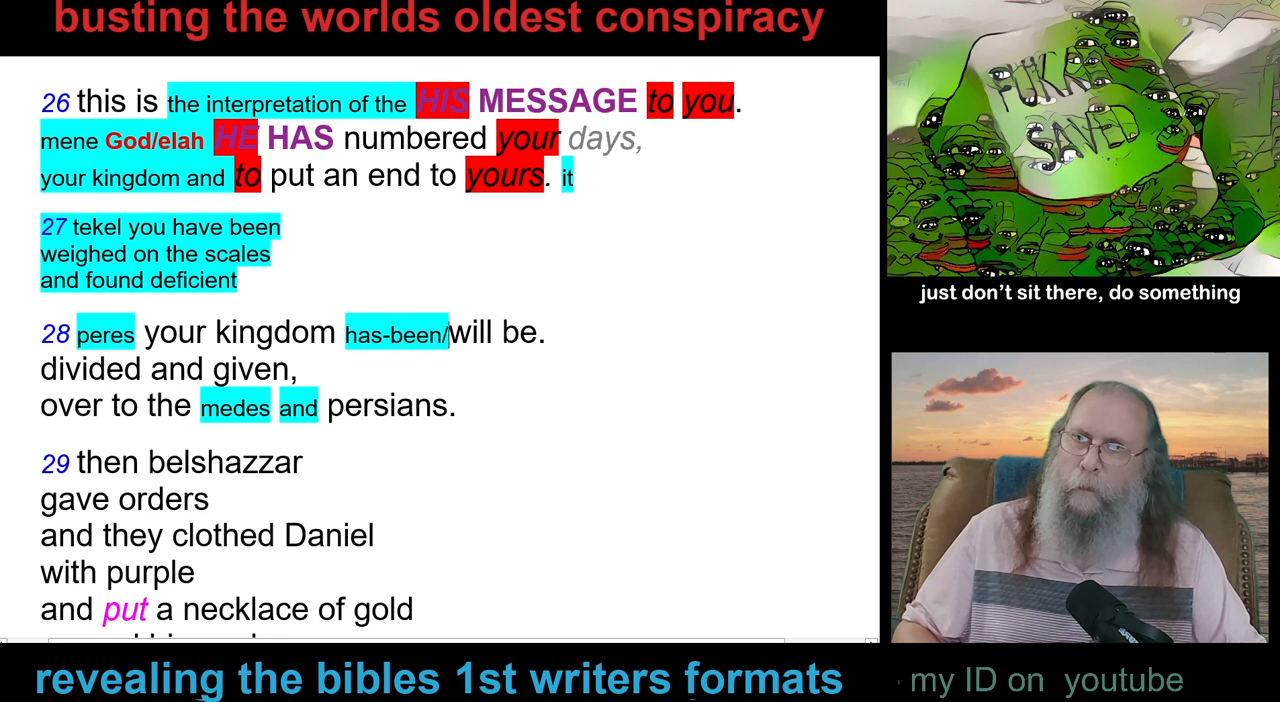 busting the worlds oldest conspiracy
26 this is the interpretation of the HIS MESSAGE to you.
mene God/elah HE HAS numbered your days,
your kingdom and to put an end to yours. it
27 tekel you have been
weighed on the scales
and found deficient
28 peres your kingdom has-been/will be.
divided and given,
over to the medes and persians.
29 then belshazzar
gave orders
and they clothed Daniel
with purple
and put a necklace of gold
SAVED
just don't sit there, do something
revealing the bibles 1st writers formats
my ID on youtube